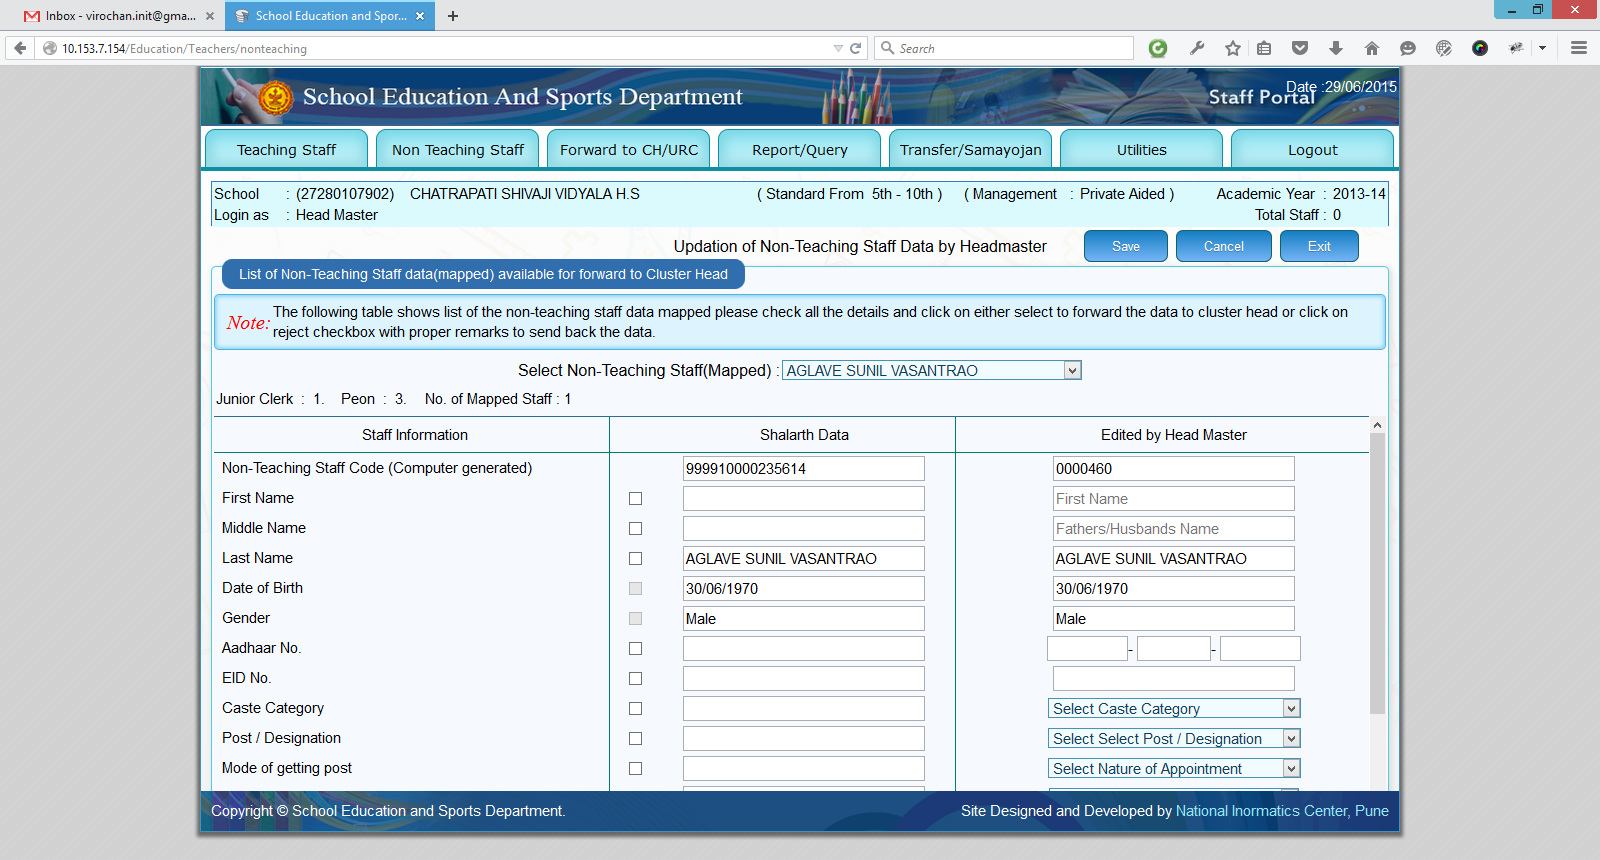 Inbox - virochan.init@gma... × School Education and Spor... × +
10.153.7.154/Education/Teachers/nonteaching Search
School Education And Sports Department
Date :29/06/2015
Staff Portal
Teaching Staff Non Teaching Staff Forward to CH/URC Report/Query Transfer/Samayojan Utilities Logout
School : (27280107902) CHATRAPATI SHIVAJI VIDYALA H.S ( Standard From 5th - 10th ) ( Management : Private Aided ) Academic Year : 2013-14
Login as : Head Master Total Staff : 0
Updation of Non-Teaching Staff Data by Headmaster Save Cancel Exit
List of Non-Teaching Staff data(mapped) available for forward to Cluster Head
Note: The following table shows list of the non-teaching staff data mapped please check all the details and click on either select to forward the data to cluster head or click on
reject checkbox with proper remarks to send back the data.
Select Non-Teaching Staff(Mapped) : AGLAVE SUNIL VASANTRAO
Junior Clerk : 1. Peon : 3. No. of Mapped Staff : 1
Staff Information Shalarth Data Edited by Head Master
Non-Teaching Staff Code (Computer generated) 999910000235614 0000460
First Name First Name
Middle Name Fathers/Husbands Name
Last Name AGLAVE SUNIL VASANTRAO AGLAVE SUNIL VASANTRAO
Date of Birth 30/06/1970 30/06/1970
Gender Male Male
Aadhaar No. - -
EID No.
Caste Category Select Caste Category
Post / Designation Select Select Post / Designation
Mode of getting post Select Nature of Appointment
Copyright © School Education and Sports Department. Site Designed and Developed by National Inormatics Center, Pune